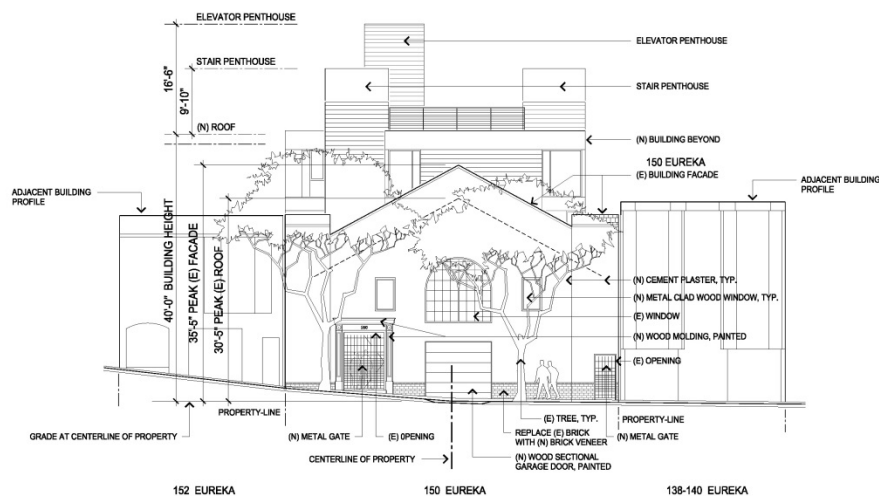 ELEVATOR PENTHOUSE
ELEVATOR PENTHOUSE
STAIR PENTHOUSE
STAIR PENTHOUSE
16'-6"
9'-10"
(N) ROOF
(N) BUILDING BEYOND
150 EUREKA
(E) BUILDING FACADE
ADJACENT BUILDING
PROFILE
ADJACENT BUILDING
PROFILE
40'-0" BUILDING HEIGHT
35'-5" PEAK (E) FACADE
30'-5" PEAK (E) ROOF
(N) CEMENT PLASTER, TYP.
(N) METAL CLAD WOOD WINDOW, TYP.
(E) WINDOW
(N) WOOD MOLDING, PAINTED
(E) OPENING
PROPERTY-LINE
(E) TREE, TYP.
PROPERTY-LINE
GRADE AT CENTERLINE OF PROPERTY
(N) METAL GATE
(E) OPENING
REPLACE (E) BRICK
WITH (N) BRICK VENEER
(N) METAL GATE
CENTERLINE OF PROPERTY
(N) WOOD SECTIONAL
GARAGE DOOR, PAINTED
152 EUREKA
150 EUREKA
138-140 EUREKA